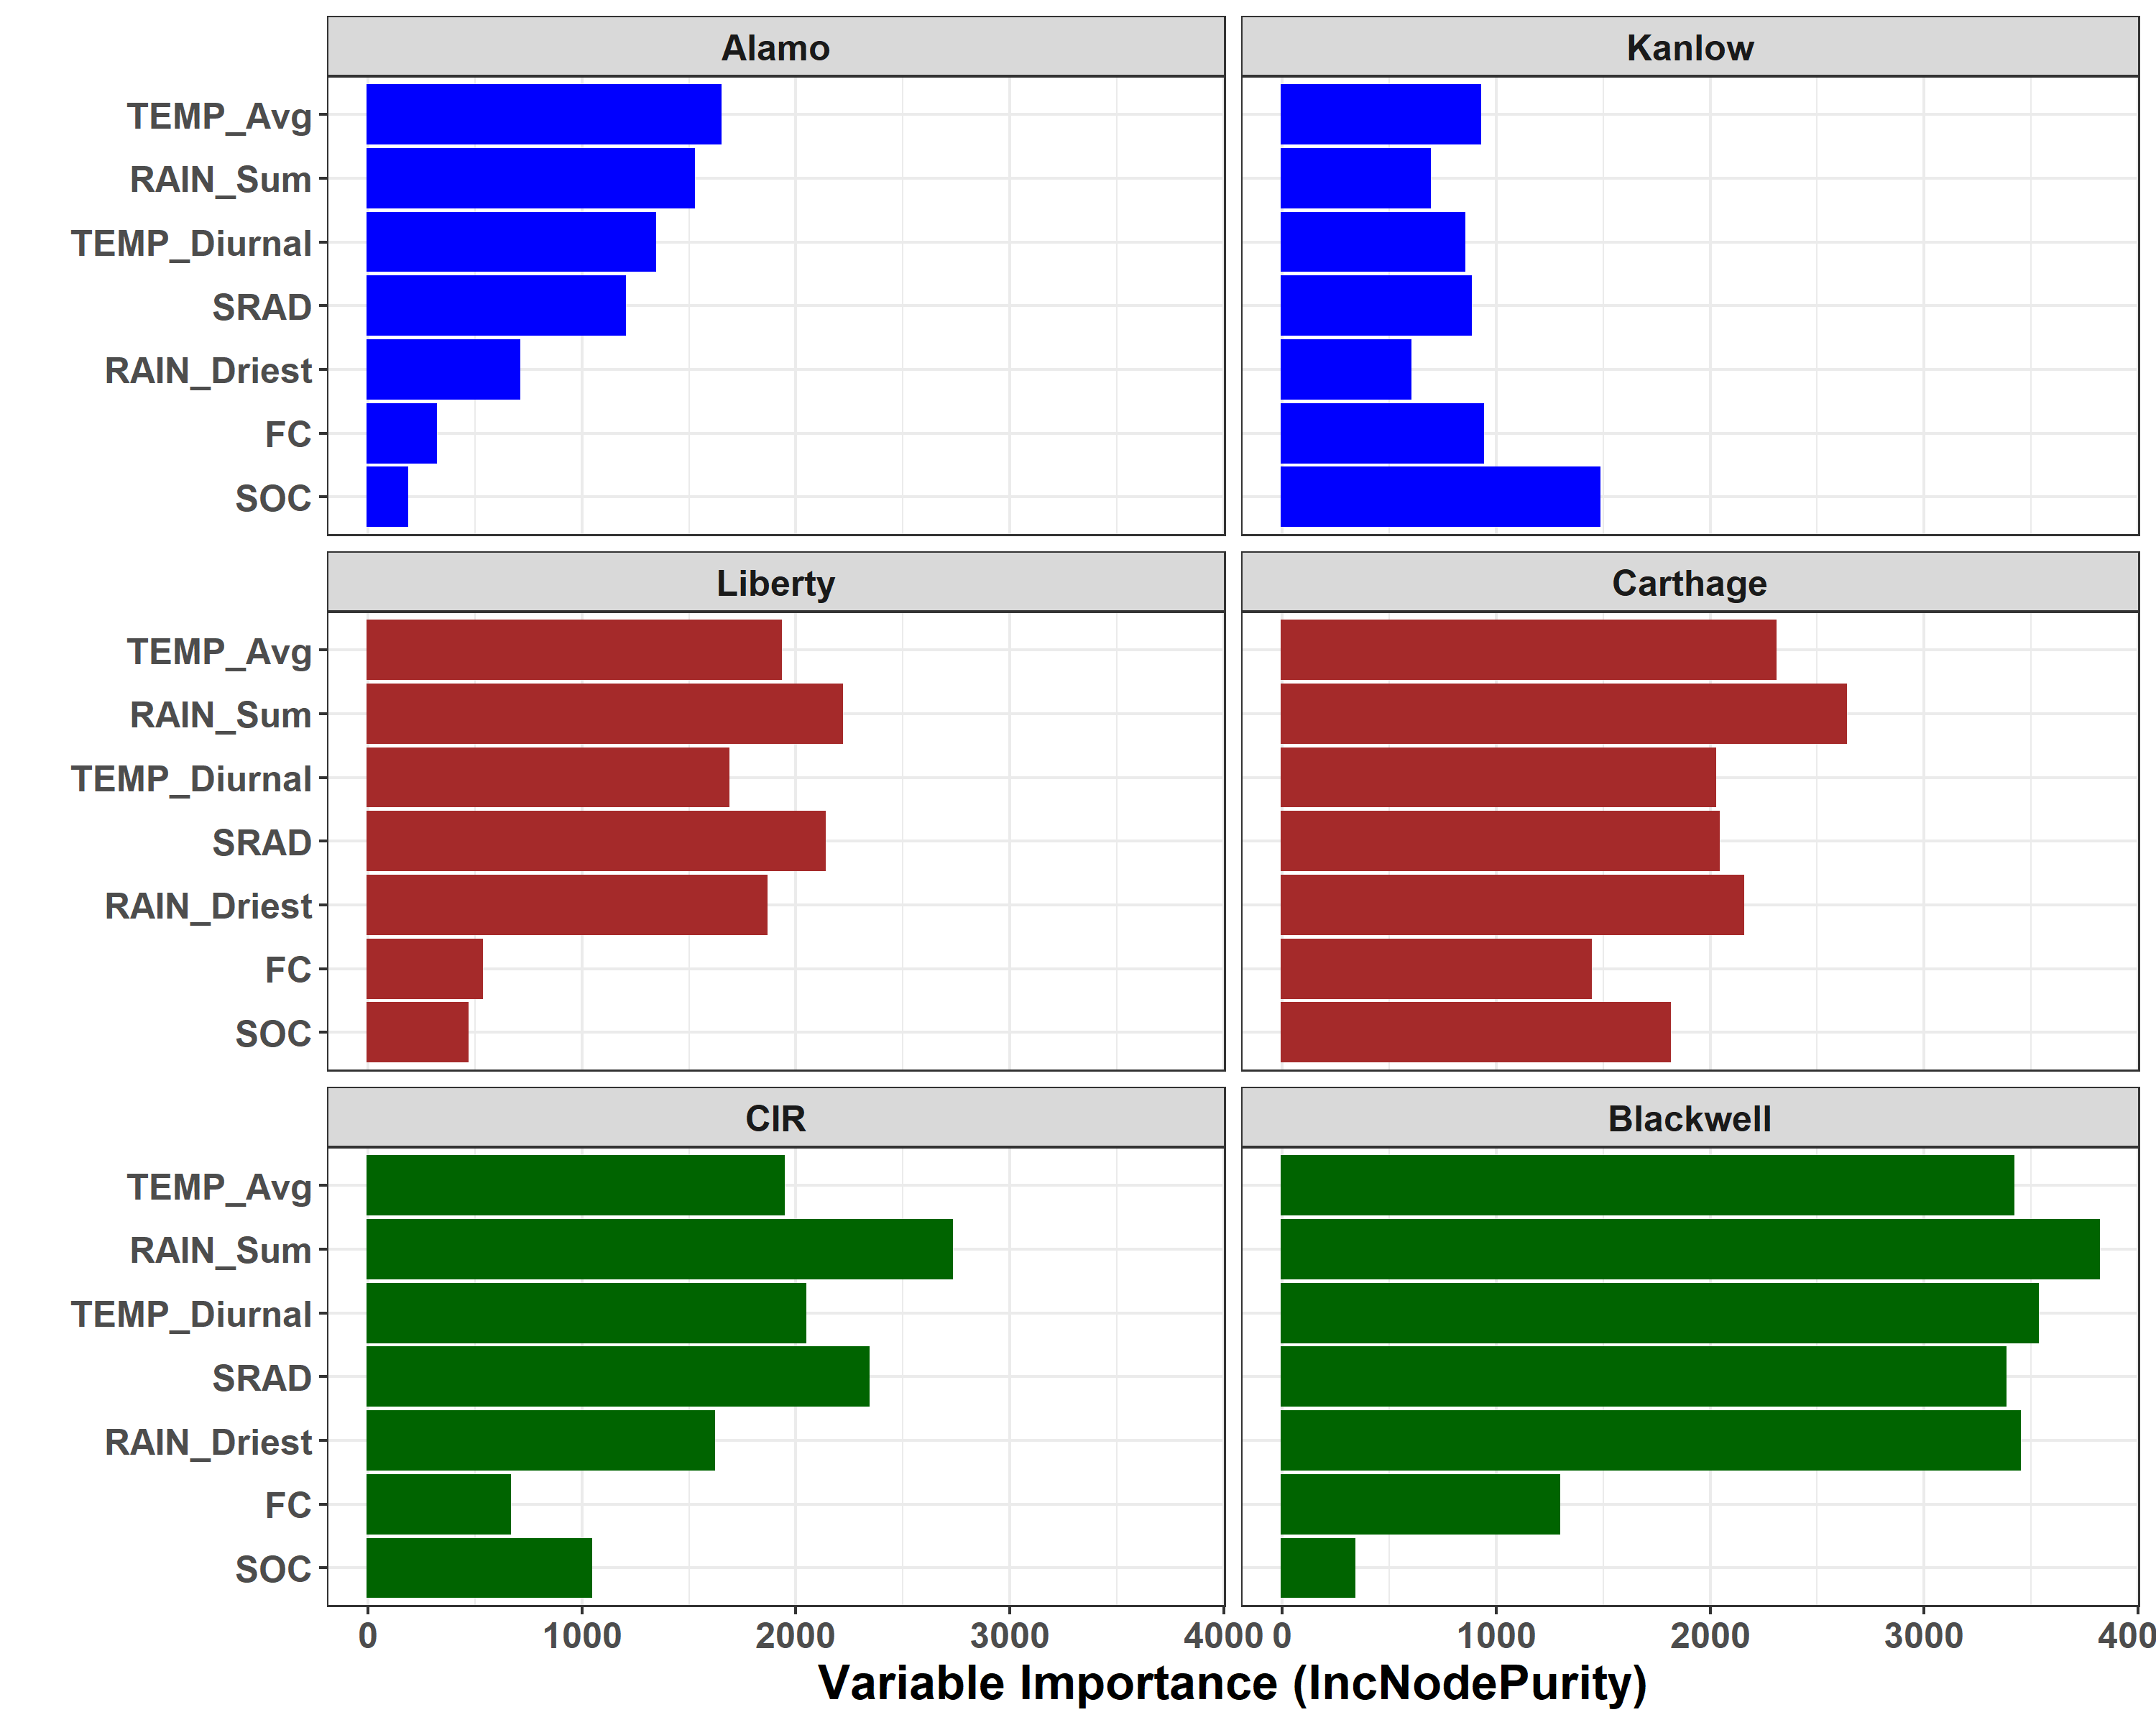 Alamo
Kanlow
TEMP_Avg
RAIN_Sum
TEMP_Diurnal
SRAD
RAIN_Driest
FC
SOC
Liberty
Carthage
TEMP_Avg
RAIN_Sum
TEMP_Diurnal
SRAD
RAIN_Driest
FC
SOC
CIR
Blackwell
TEMP_Avg
RAIN_Sum
TEMP_Diurnal
SRAD
RAIN_Driest
FC
SOC
0 1000 2000 3000 4000 0 1000 2000 3000 400
Variable Importance (IncNodePurity)